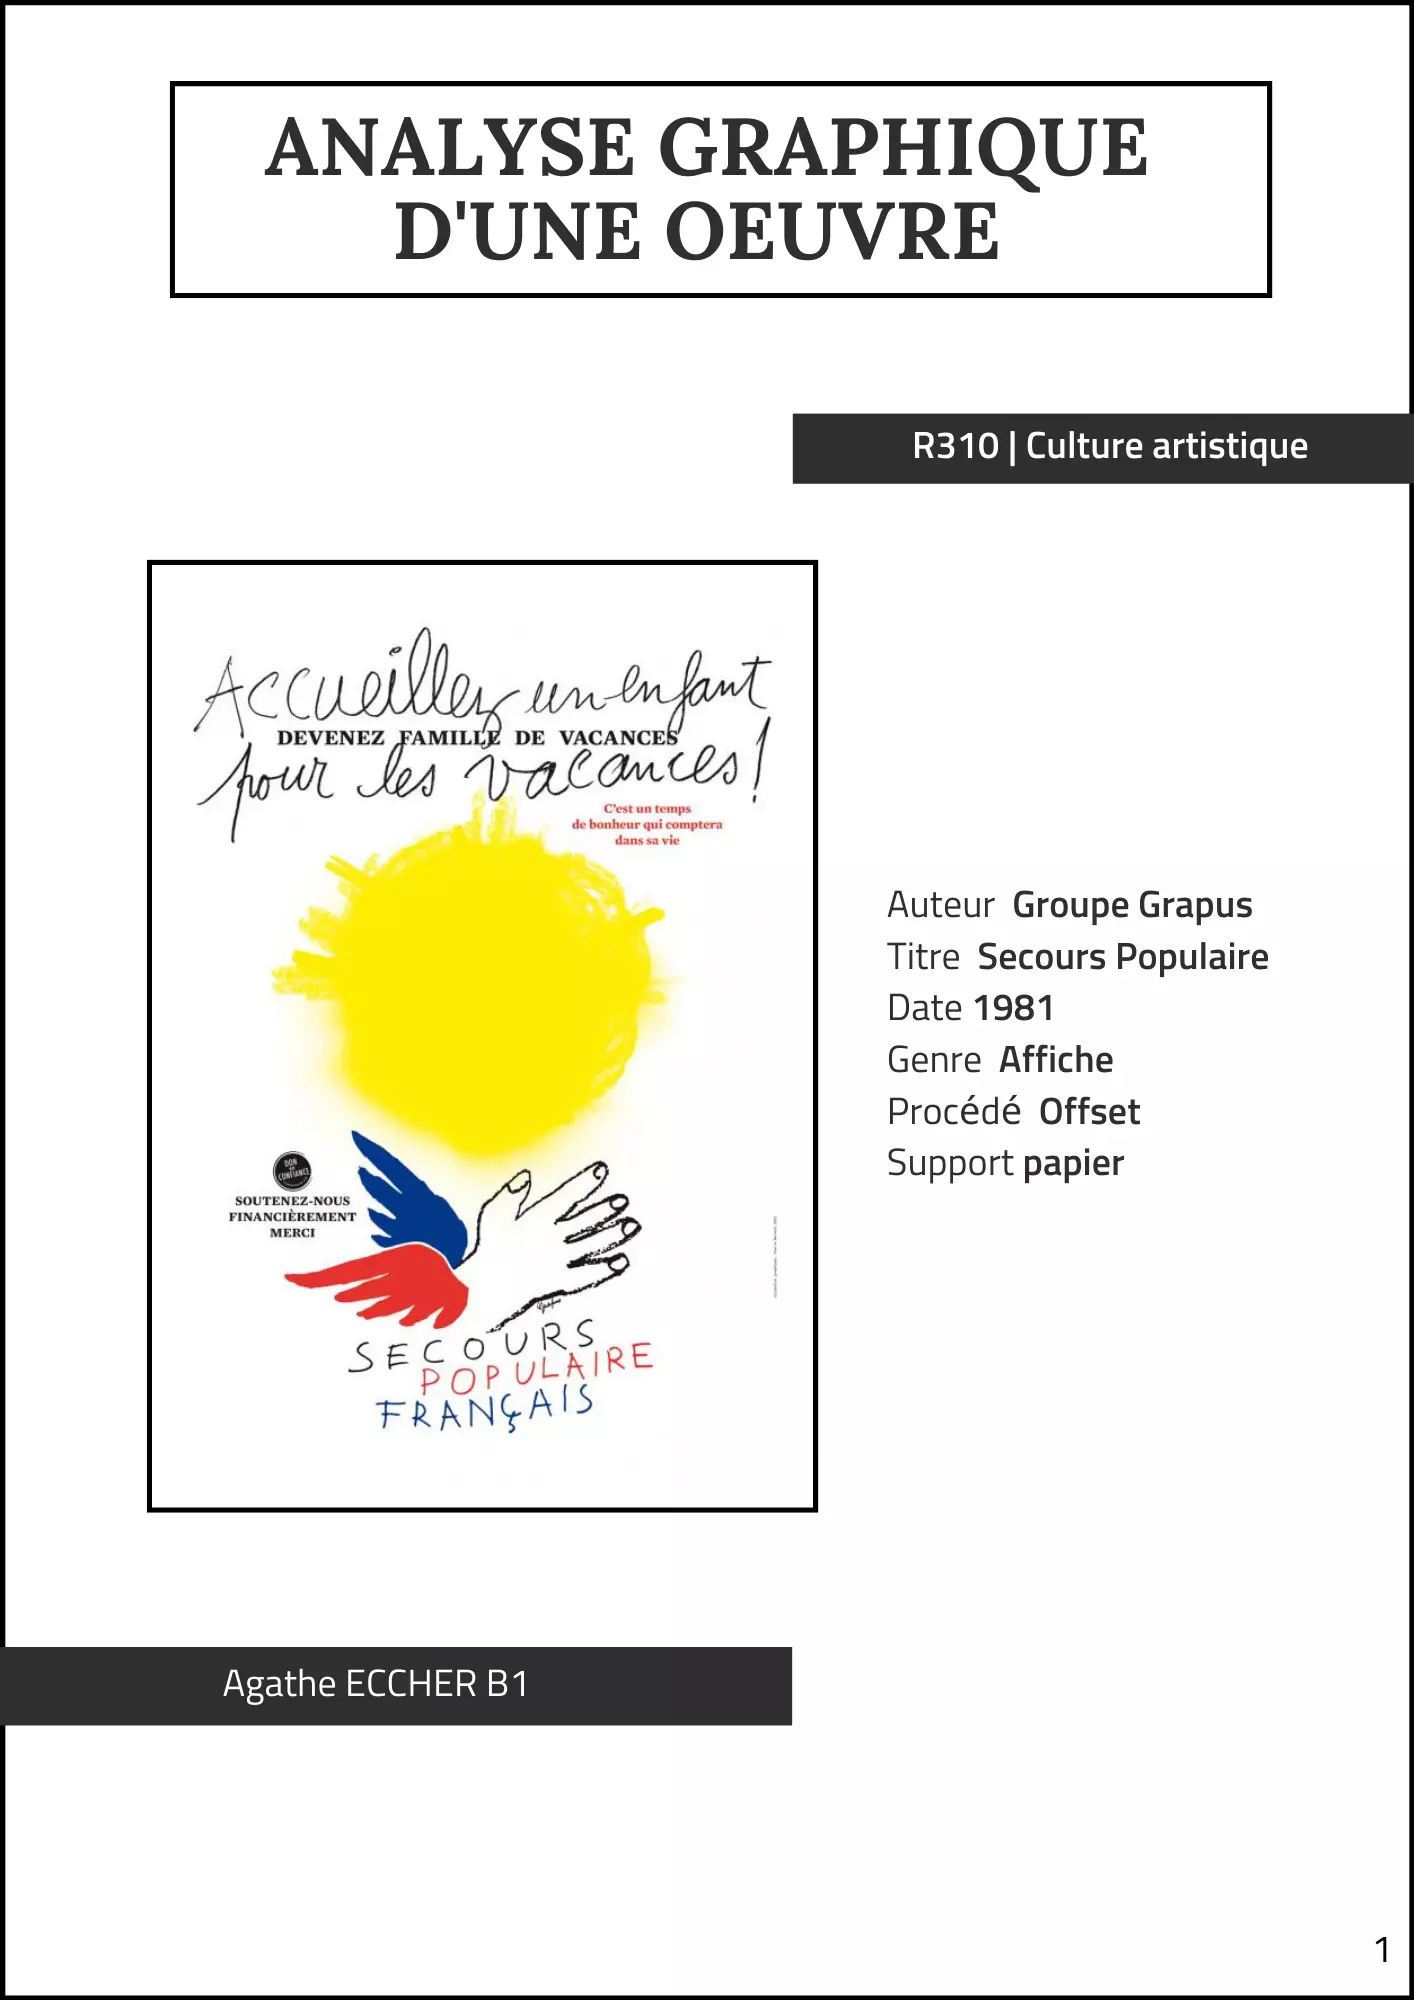 ANALYSE GRAPHIQUE
D'UNE OEUVRE
R310 | Culture artistique
Accueillez un enfant
DEVENEZ FAMILLE DE VACANCES
pour les vacances !
C'est un temps
de bonheur qui comptera
dans sa vie
Auteur Groupe Grapus
Titre Secours Populaire
Date 1981
Genre Affiche
Procédé Offset
Support papier
DON
EN
CONFIANCE
SOUTENEZ-NOUS
FINANCIÈREMENT
MERCI
Grapus
SECOURS
POPULAIRE
FRANÇAIS
Agathe ECCHER B1
1